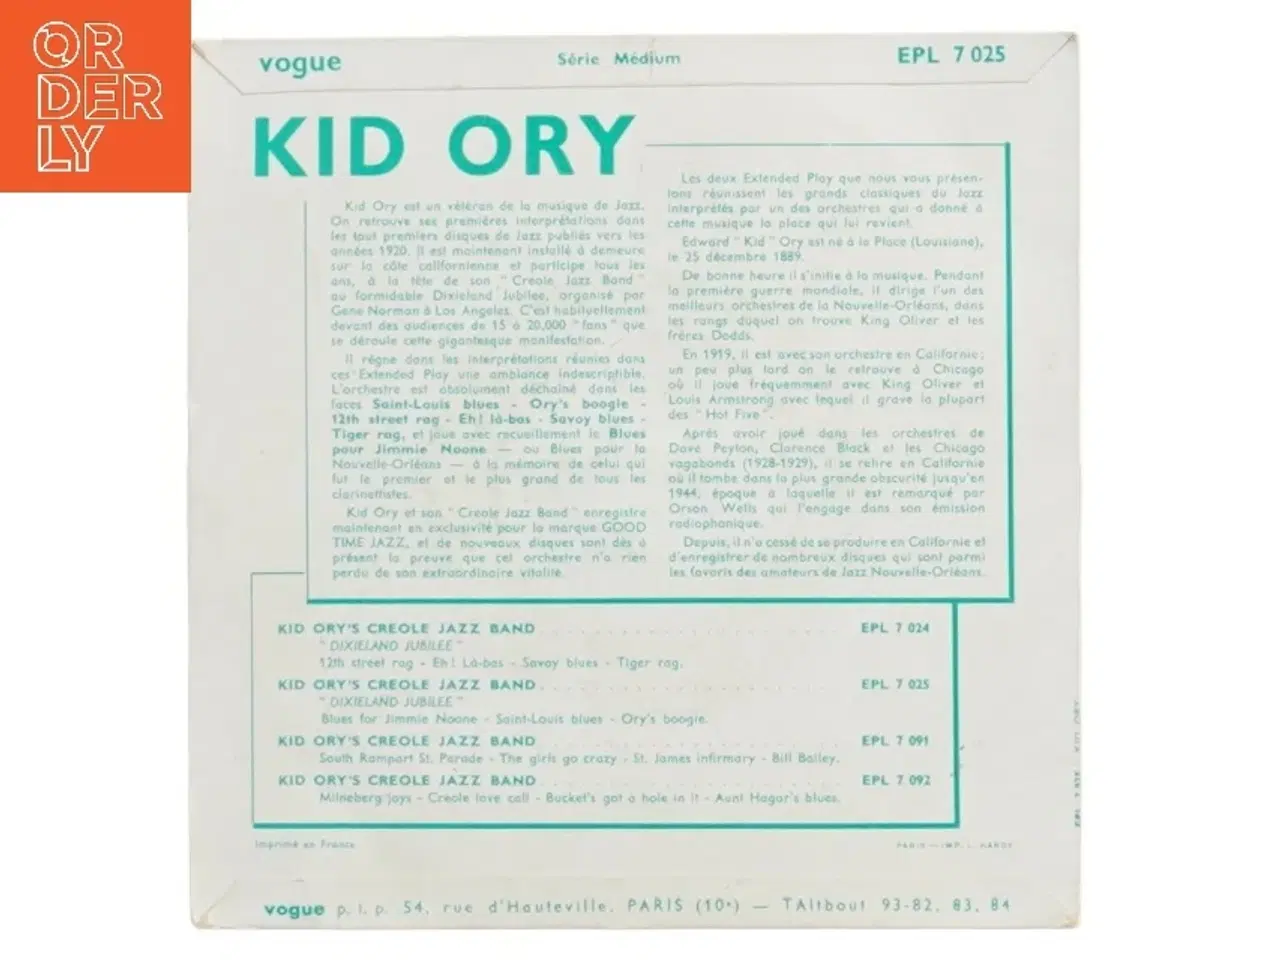 ORDERLY
vogue Série Médium EPL 7 025
KID ORY
Kid Ory est un vétéran de la musique de Jazz.
On retrouve ses premières interprétations dans
les tout premiers disques de Jazz publiés vers les
années 1920. Il est maintenant installé à demeure
sur la côte californienne et participe tous les
ans, à la tête de son "Creole Jazz Band"
au formidable Dixieland Jubilee, organisé par
Gene Norman à Los Angeles. C'est habituellement
devant des audiences de 15 à 20,000 "fans" que
se déroule cette gigantesque manifestation.
Il règne dans les interprétations réunies dans
ces Extended Play une ambiance indescriptible.
L'orchestre est absolument déchaîné dans les
faces Saint-Louis blues - Ory's boogie -
12th street rag - Eh! là-bas - Savoy blues -
Tiger rag, et joue avec recueillement le Blues
pour Jimmie Noone — ou Blues pour la
Nouvelle-Orléans — à la mémoire de celui qui
fut le premier et le plus grand de tous les
clarinettistes.
Kid Ory et son "Creole Jazz Band" enregistre
maintenant en exclusivité pour la marque GOOD
TIME JAZZ, et de nouveaux disques sont dès à
présent la preuve que cet orchestre n'a rien
perdu de son extraordinaire vitalité.
Les deux Extended Play que nous vous présen-
tons réunissent les grands classiques du Jazz
interprétés par un des orchestres qui a donné à
cette musique la place qui lui revient.
Edward "Kid" Ory est né à la Place (Louisiane),
le 25 décembre 1889.
De bonne heure il s'initie à la musique. Pendant
la première guerre mondiale, il dirige l'un des
meilleurs orchestres de la Nouvelle-Orléans, dans
les rangs duquel on trouve King Oliver et les
frères Dodds.
En 1919, il est avec son orchestre en Californie;
un peu plus tard on le retrouve à Chicago
où il joue fréquemment avec King Oliver et
Louis Armstrong avec lequel il grave la plupart
des "Hot Five".
Après avoir joué dans les orchestres de
Dave Peyton, Clarence Black et les Chicago
vagabonds (1928-1929), il se retire en Californie
où il tombe dans la plus grande obscurité jusqu'en
1944, époque à laquelle il est remarqué par
Orson Wells qui l'engage dans son émission
radiophonique.
Depuis, il n'a cessé de se produire en Californie et
d'enregistrer de nombreux disques qui sont parmi
les favoris des amateurs de Jazz Nouvelle-Orléans.
KID ORY'S CREOLE JAZZ BAND EPL 7 024
"DIXIELAND JUBILEE"
12th street rag - Eh! Là-bas - Savoy blues - Tiger rag.
KID ORY'S CREOLE JAZZ BAND EPL 7 025
"DIXIELAND JUBILEE"
Blues for Jimmie Noone - Saint-Louis blues - Ory's boogie.
KID ORY'S CREOLE JAZZ BAND EPL 7 091
South Rampart St. Parade - The girls go crazy - St. James infirmary - Bill Bailey.
KID ORY'S CREOLE JAZZ BAND EPL 7 092
Milneberg joys - Creole love call - Bucket's got a hole in it - Aunt Hagar's blues.
Imprimé en France PARIS — IMP. L. HARDY
vogue p. i. p. 54, rue d'Hauteville, PARIS (10e) — TAItbout 93-82, 83, 84
EPL 7 025 KID ORY